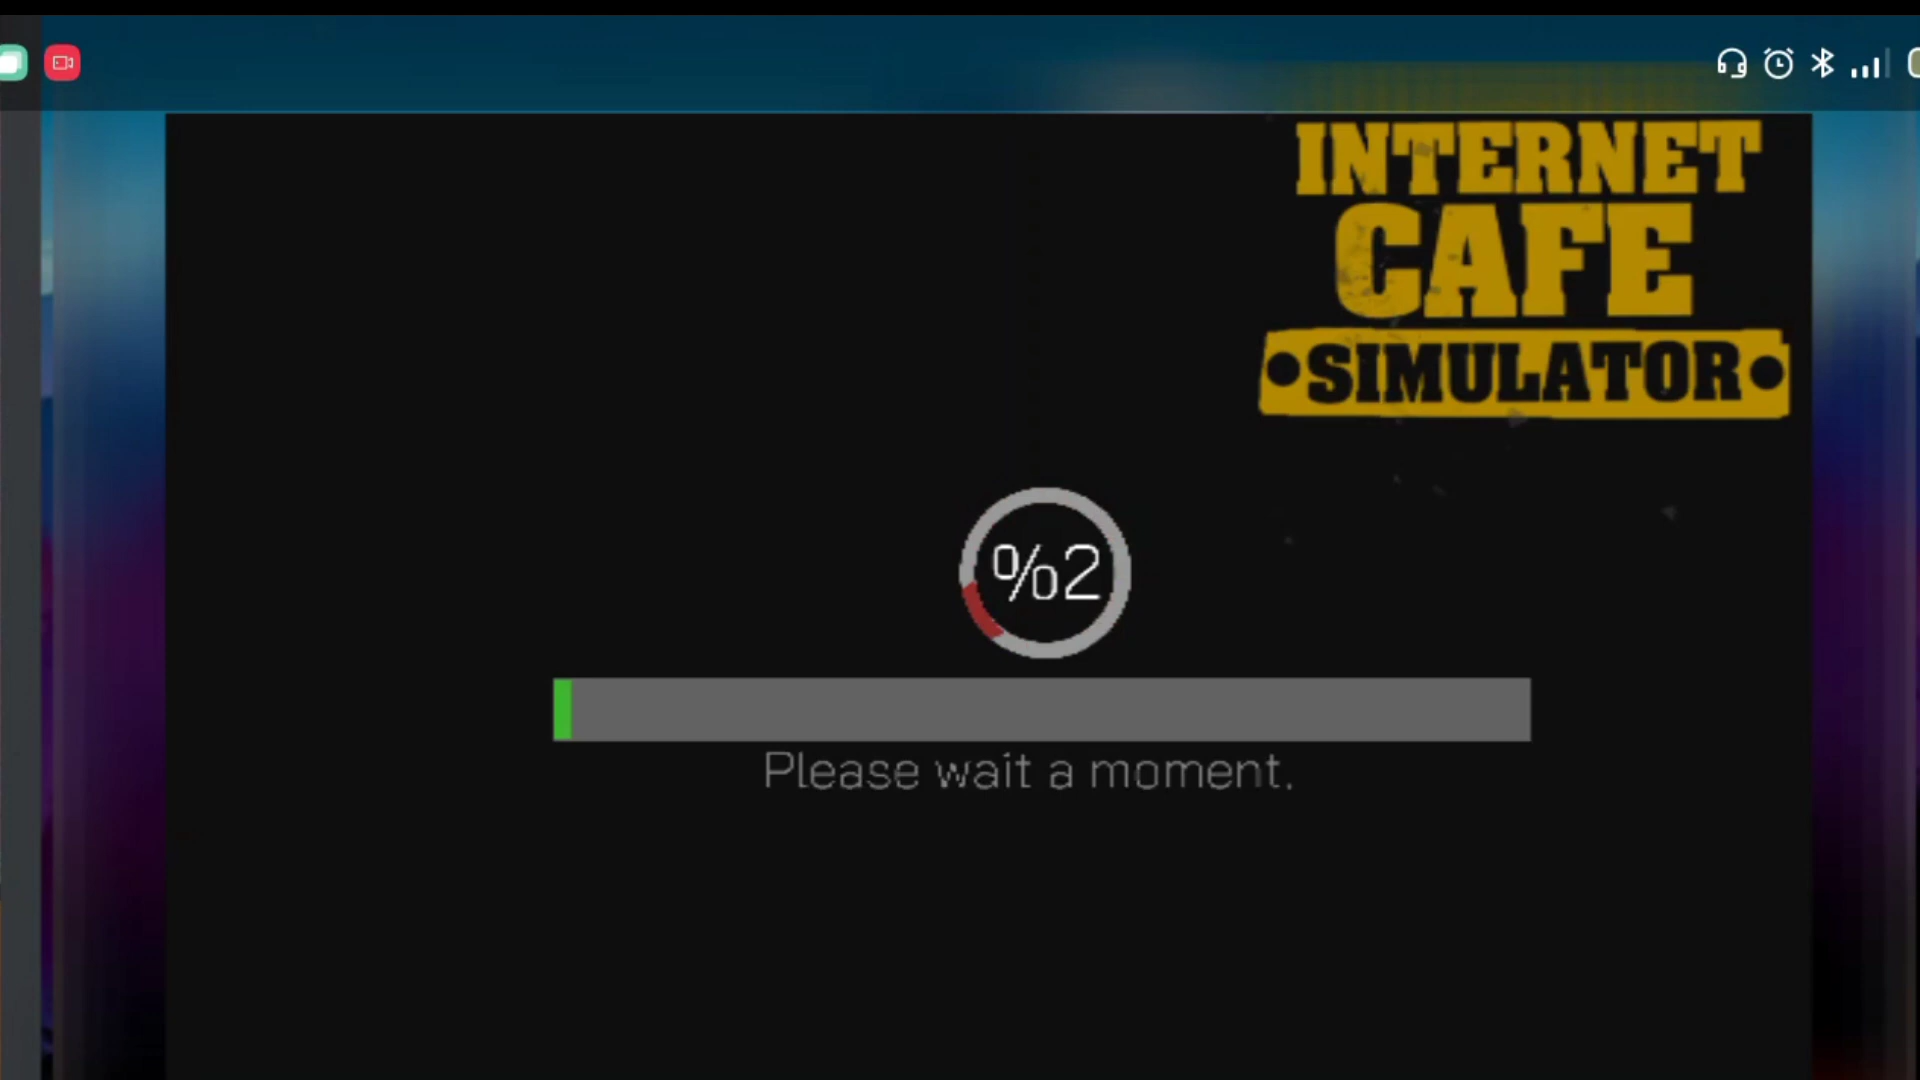 INTERNET
CAFE
•SIMULATOR•
%2
Please wait a moment.